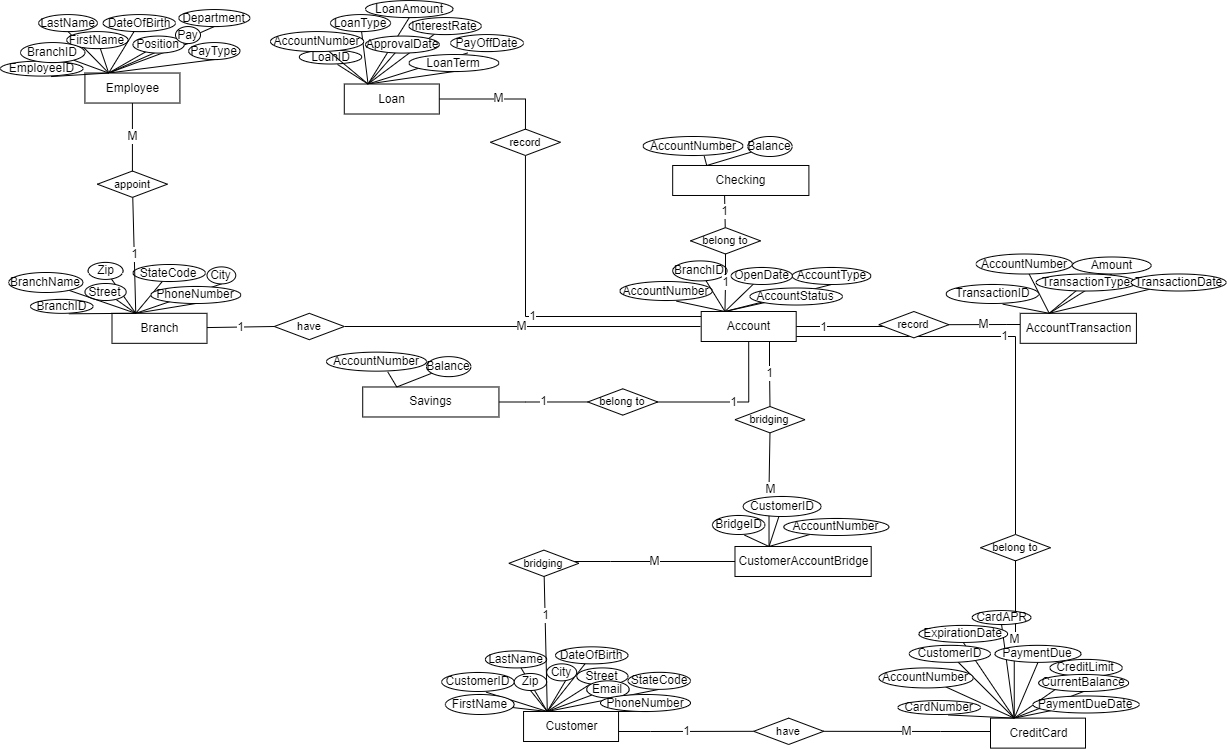 LastName
DateOfBirth
Department
FirstName
Position
Pay
BranchID
PayType
EmployeeID
Employee
M
appoint
1
LoanAmount
LoanType
InterestRate
AccountNumber
ApprovalDate
PayOffDate
LoanID
LoanTerm
Loan
M
record
1
AccountNumber
Balance
Checking
1
belong to
1
BranchID
OpenDate
AccountType
AccountNumber
AccountStatus
Account
BranchName
Zip
StateCode
City
Street
PhoneNumber
BranchID
Branch
1
have
M
1
record
M
AccountNumber
Amount
TransactionType
TransactionDate
TransactionID
AccountTransaction
AccountNumber
Balance
Savings
1
belong to
1
1
bridging
M
CustomerID
BridgeID
AccountNumber
CustomerAccountBridge
M
bridging
1
1
belong to
M
CardAPR
ExpirationDate
CustomerID
PaymentDue
CreditLimit
AccountNumber
CurrentBalance
CardNumber
PaymentDueDate
CreditCard
LastName
DateOfBirth
City
Street
CustomerID
Zip
StateCode
Email
FirstName
PhoneNumber
Customer
1
have
M